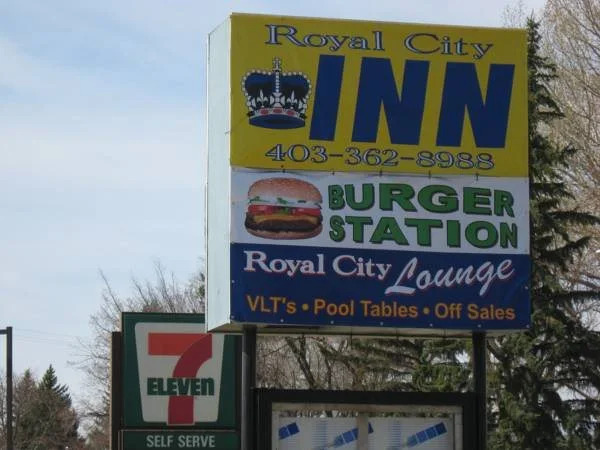 Royal City
INN
403-362-8988
BURGER
STATION
Royal City Lounge
VLT's • Pool Tables • Off Sales
7
ELEVEN
SELF SERVE